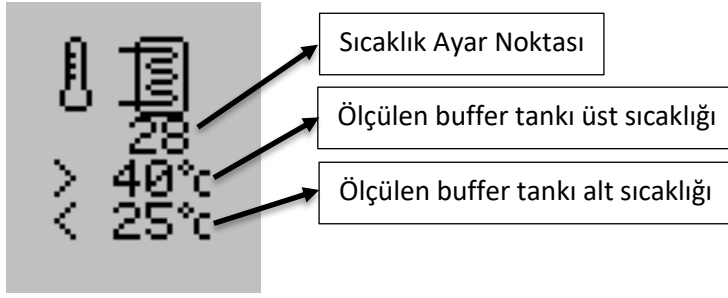 Sıcaklık Ayar Noktası
28
Ölçülen buffer tankı üst sıcaklığı
> 40°c
Ölçülen buffer tankı alt sıcaklığı
< 25°c